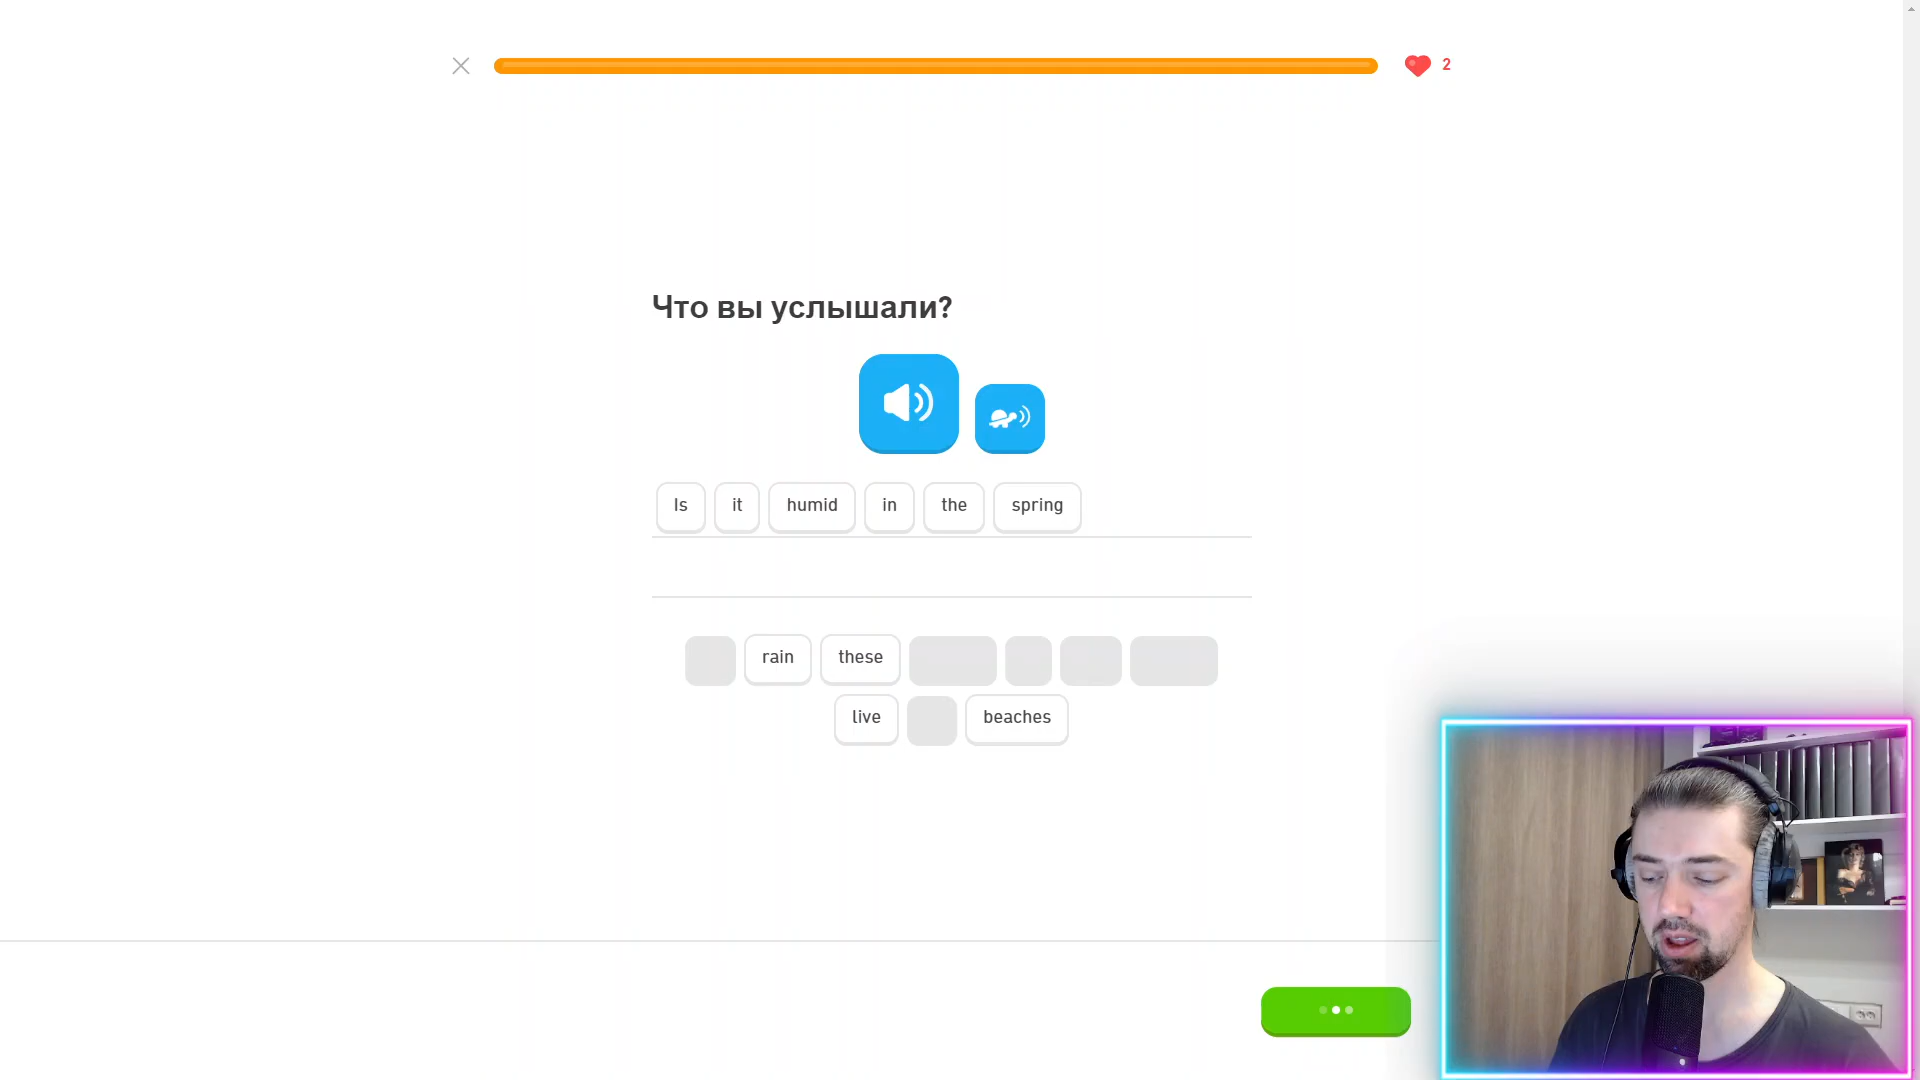 2
Что вы услышали?
Is it humid in the spring
rain these
live beaches